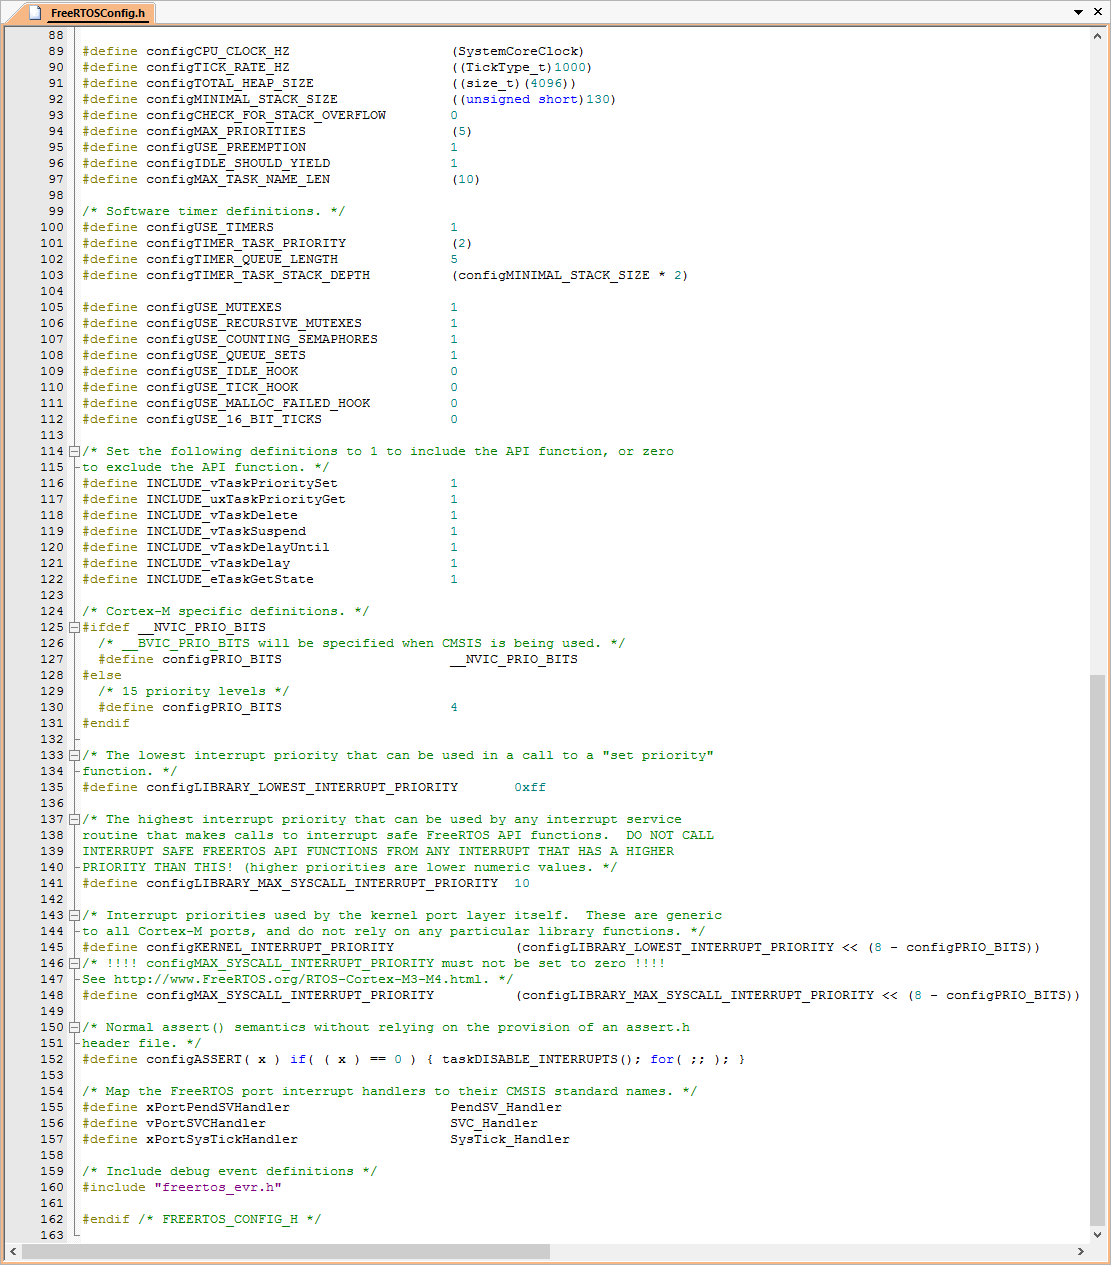 FreeRTOSConfig.h
88
89 #define configCPU_CLOCK_HZ (SystemCoreClock)
90 #define configTICK_RATE_HZ ((TickType_t)1000)
91 #define configTOTAL_HEAP_SIZE ((size_t)(4096))
92 #define configMINIMAL_STACK_SIZE ((unsigned short)130)
93 #define configCHECK_FOR_STACK_OVERFLOW 0
94 #define configMAX_PRIORITIES (5)
95 #define configUSE_PREEMPTION 1
96 #define configIDLE_SHOULD_YIELD 1
97 #define configMAX_TASK_NAME_LEN (10)
98
99 /* Software timer definitions. */
100 #define configUSE_TIMERS 1
101 #define configTIMER_TASK_PRIORITY (2)
102 #define configTIMER_QUEUE_LENGTH 5
103 #define configTIMER_TASK_STACK_DEPTH (configMINIMAL_STACK_SIZE * 2)
104
105 #define configUSE_MUTEXES 1
106 #define configUSE_RECURSIVE_MUTEXES 1
107 #define configUSE_COUNTING_SEMAPHORES 1
108 #define configUSE_QUEUE_SETS 1
109 #define configUSE_IDLE_HOOK 0
110 #define configUSE_TICK_HOOK 0
111 #define configUSE_MALLOC_FAILED_HOOK 0
112 #define configUSE_16_BIT_TICKS 0
113
114 /* Set the following definitions to 1 to include the API function, or zero
115 to exclude the API function. */
116 #define INCLUDE_vTaskPrioritySet 1
117 #define INCLUDE_uxTaskPriorityGet 1
118 #define INCLUDE_vTaskDelete 1
119 #define INCLUDE_vTaskSuspend 1
120 #define INCLUDE_vTaskDelayUntil 1
121 #define INCLUDE_vTaskDelay 1
122 #define INCLUDE_eTaskGetState 1
123
124 /* Cortex-M specific definitions. */
125 #ifdef __NVIC_PRIO_BITS
126 /* __BVIC_PRIO_BITS will be specified when CMSIS is being used. */
127 #define configPRIO_BITS __NVIC_PRIO_BITS
128 #else
129 /* 15 priority levels */
130 #define configPRIO_BITS 4
131 #endif
132
133 /* The lowest interrupt priority that can be used in a call to a "set priority"
134 function. */
135 #define configLIBRARY_LOWEST_INTERRUPT_PRIORITY 0xff
136
137 /* The highest interrupt priority that can be used by any interrupt service
138 routine that makes calls to interrupt safe FreeRTOS API functions. DO NOT CALL
139 INTERRUPT SAFE FREERTOS API FUNCTIONS FROM ANY INTERRUPT THAT HAS A HIGHER
140 PRIORITY THAN THIS! (higher priorities are lower numeric values. */
141 #define configLIBRARY_MAX_SYSCALL_INTERRUPT_PRIORITY 10
142
143 /* Interrupt priorities used by the kernel port layer itself. These are generic
144 to all Cortex-M ports, and do not rely on any particular library functions. */
145 #define configKERNEL_INTERRUPT_PRIORITY (configLIBRARY_LOWEST_INTERRUPT_PRIORITY << (8 - configPRIO_BITS))
146 /* !!!! configMAX_SYSCALL_INTERRUPT_PRIORITY must not be set to zero !!!!
147 See http://www.FreeRTOS.org/RTOS-Cortex-M3-M4.html. */
148 #define configMAX_SYSCALL_INTERRUPT_PRIORITY (configLIBRARY_MAX_SYSCALL_INTERRUPT_PRIORITY << (8 - configPRIO_BITS))
149
150 /* Normal assert() semantics without relying on the provision of an assert.h
151 header file. */
152 #define configASSERT( x ) if( ( x ) == 0 ) { taskDISABLE_INTERRUPTS(); for( ;; ); }
153
154 /* Map the FreeRTOS port interrupt handlers to their CMSIS standard names. */
155 #define xPortPendSVHandler PendSV_Handler
156 #define vPortSVCHandler SVC_Handler
157 #define xPortSysTickHandler SysTick_Handler
158
159 /* Include debug event definitions */
160 #include "freertos_evr.h"
161
162 #endif /* FREERTOS_CONFIG_H */
163